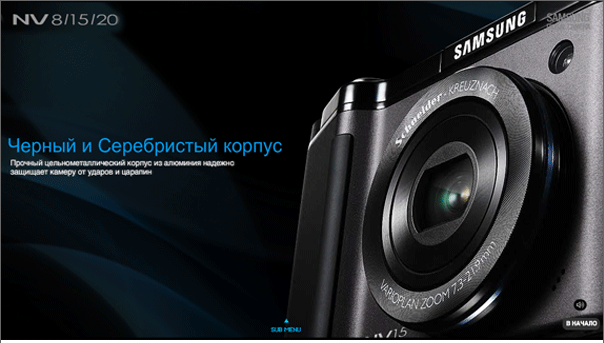 NV 8/15/20
SAMSUNG
SAMSUNG
Schneider - KREUZNACH
Черный и Серебристый корпус
Прочный цельнометаллический корпус из алюминия надежно
защищает камеру от ударов и царапин
VARIOPLAN ZOOM 7.3-21.9mm
SUB MENU
NV15
В НАЧАЛО